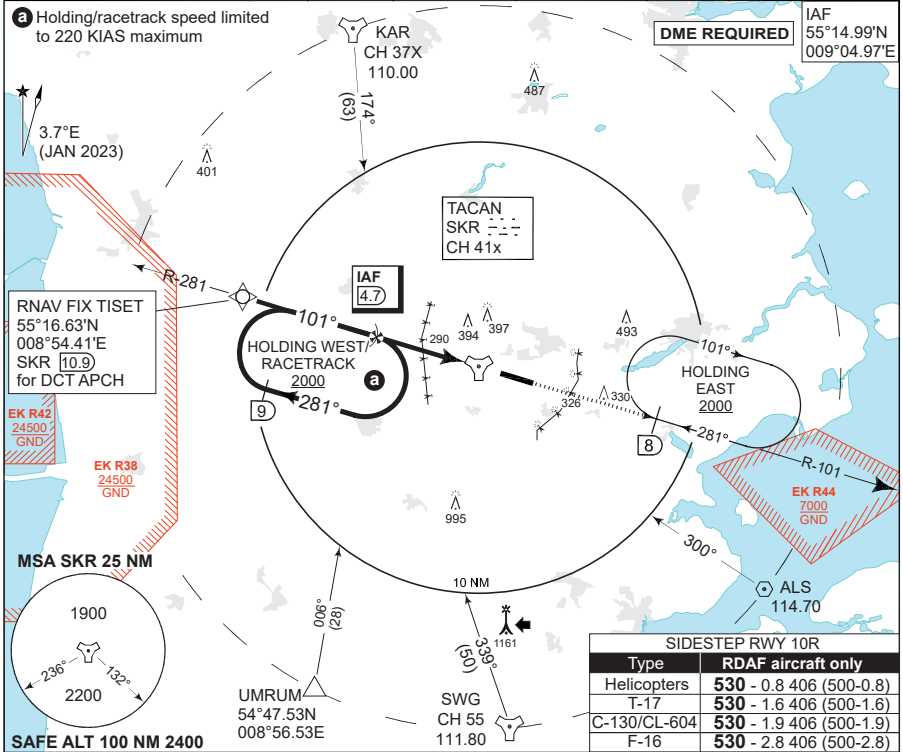 a Holding/racetrack speed limited
to 220 KIAS maximum
KAR
CH 37X
110.00
DME REQUIRED
IAF
55°14.99'N
009°04.97'E
487
174°
(63)
3.7°E
(JAN 2023)
401
TACAN
SKR
CH 41x
R-281
IAF
4.7
RNAV FIX TISET
55°16.63'N
008°54.41'E
SKR 10.9
for DCT APCH
101°
290
394
397
493
101°
HOLDING WEST/
RACETRACK
2000
a
HOLDING
EAST
2000
281°
9
326
330
8
281°
R-101
EK R42
24500
GND
EK R38
24500
GND
EK R44
7000
GND
995
300°
MSA SKR 25 NM
1900
236°
132°
2200
SAFE ALT 100 NM 2400
006°
(28)
10 NM
ALS
114.70
1161
339°
(50)
UMRUM
54°47.53N
008°56.53E
SWG
CH 55
111.80
SIDESTEP RWY 10R
Type RDAF aircraft only
Helicopters 530 - 0.8 406 (500-0.8)
T-17 530 - 1.6 406 (500-1.6)
C-130/CL-604 530 - 1.9 406 (500-1.9)
F-16 530 - 2.8 406 (500-2.8)